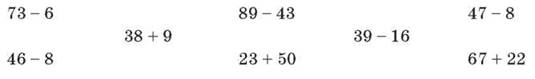 73 – 6 89 – 43 47 – 8
38 + 9 39 – 16
46 – 8 23 + 50 67 + 22